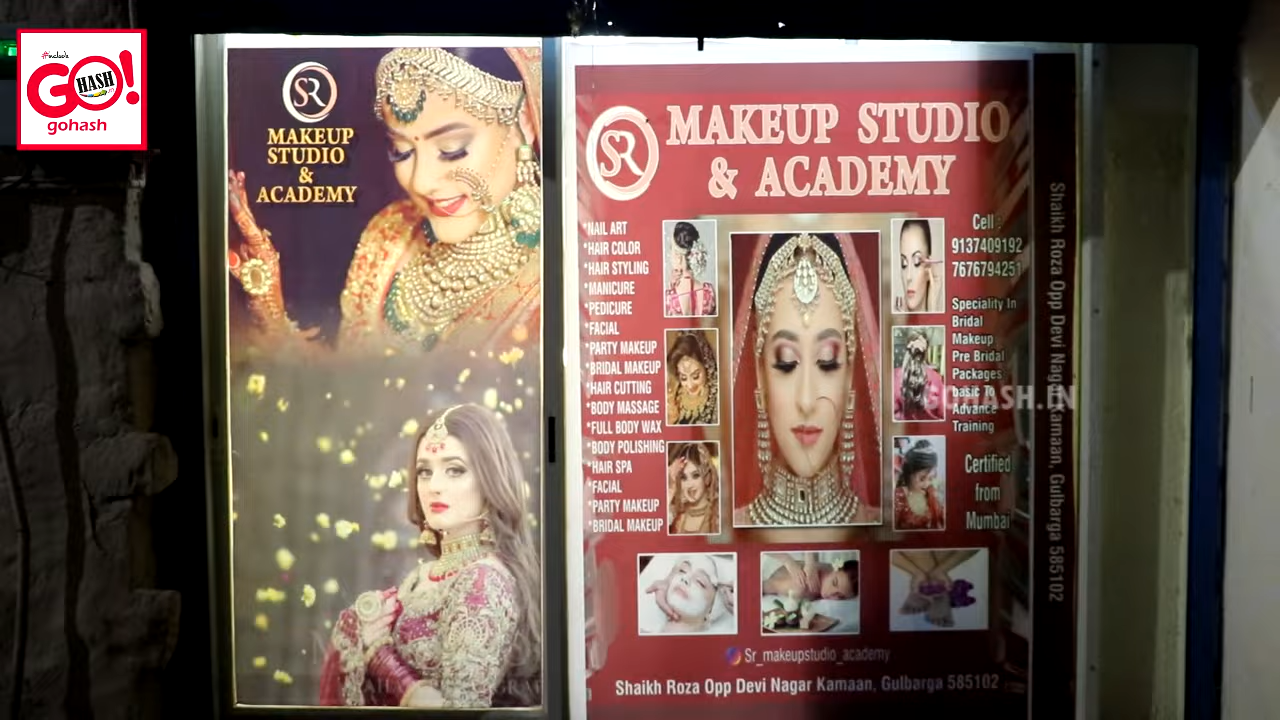 #include
GO!
HASH
gohash
SR
MAKEUP
STUDIO
&
ACADEMY
SR
MAKEUP STUDIO
& ACADEMY
*NAIL ART
*HAIR COLOR
*HAIR STYLING
*MANICURE
*PEDICURE
*FACIAL
*PARTY MAKEUP
*BRIDAL MAKEUP
*HAIR CUTTING
*BODY MASSAGE
*FULL BODY WAX
*BODY POLISHING
*HAIR SPA
*FACIAL
*PARTY MAKEUP
*BRIDAL MAKEUP
Cell :
9137409192
7676794251
Speciality In
Bridal
Makeup
Pre Bridal
Packages
basic To
Advance
Training
Certified
from
Mumbai
GOHASH.IN
Sr_makeupstudio_academy
Shaikh Roza Opp Devi Nagar Kamaan, Gulbarga 585102
Shaikh Roza Opp Devi Nagar Kamaan, Gulbarga 585102